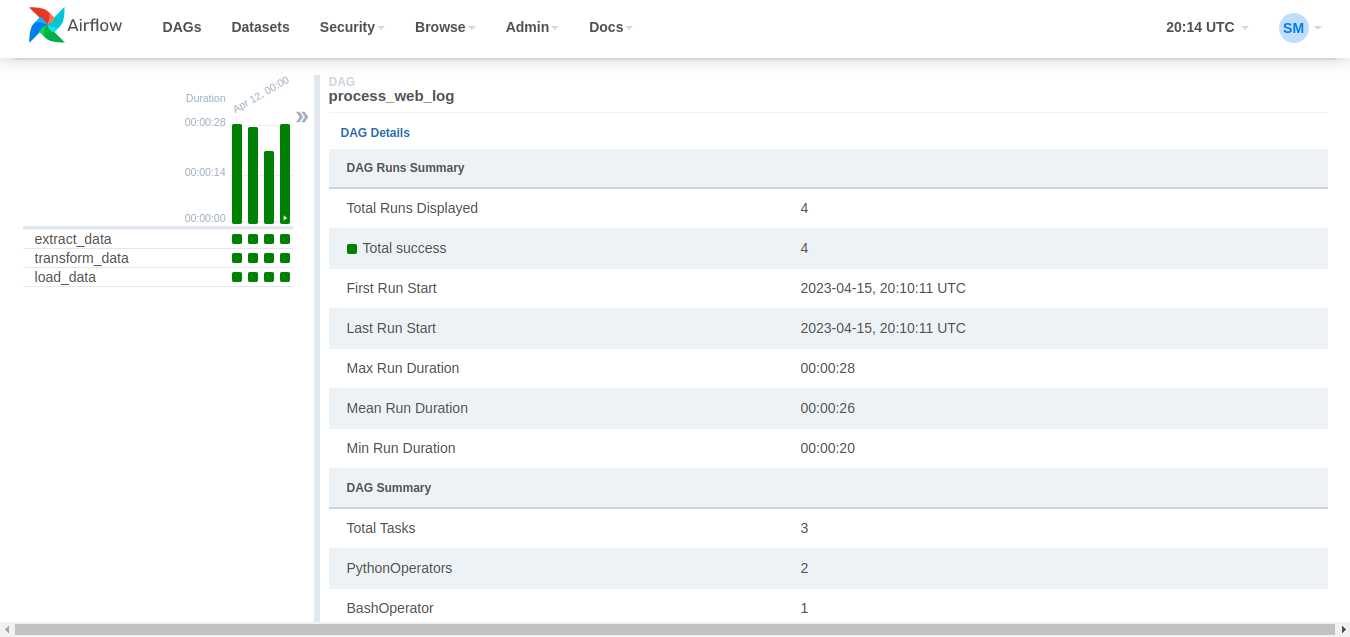 Airflow DAGs Datasets Security Browse Admin Docs 20:14 UTC SM
Duration
Apr 12, 00:00
00:00:28
00:00:14
00:00:00
extract_data
transform_data
load_data
DAG
process_web_log
DAG Details
DAG Runs Summary
Total Runs Displayed 4
Total success 4
First Run Start 2023-04-15, 20:10:11 UTC
Last Run Start 2023-04-15, 20:10:11 UTC
Max Run Duration 00:00:28
Mean Run Duration 00:00:26
Min Run Duration 00:00:20
DAG Summary
Total Tasks 3
PythonOperators 2
BashOperator 1